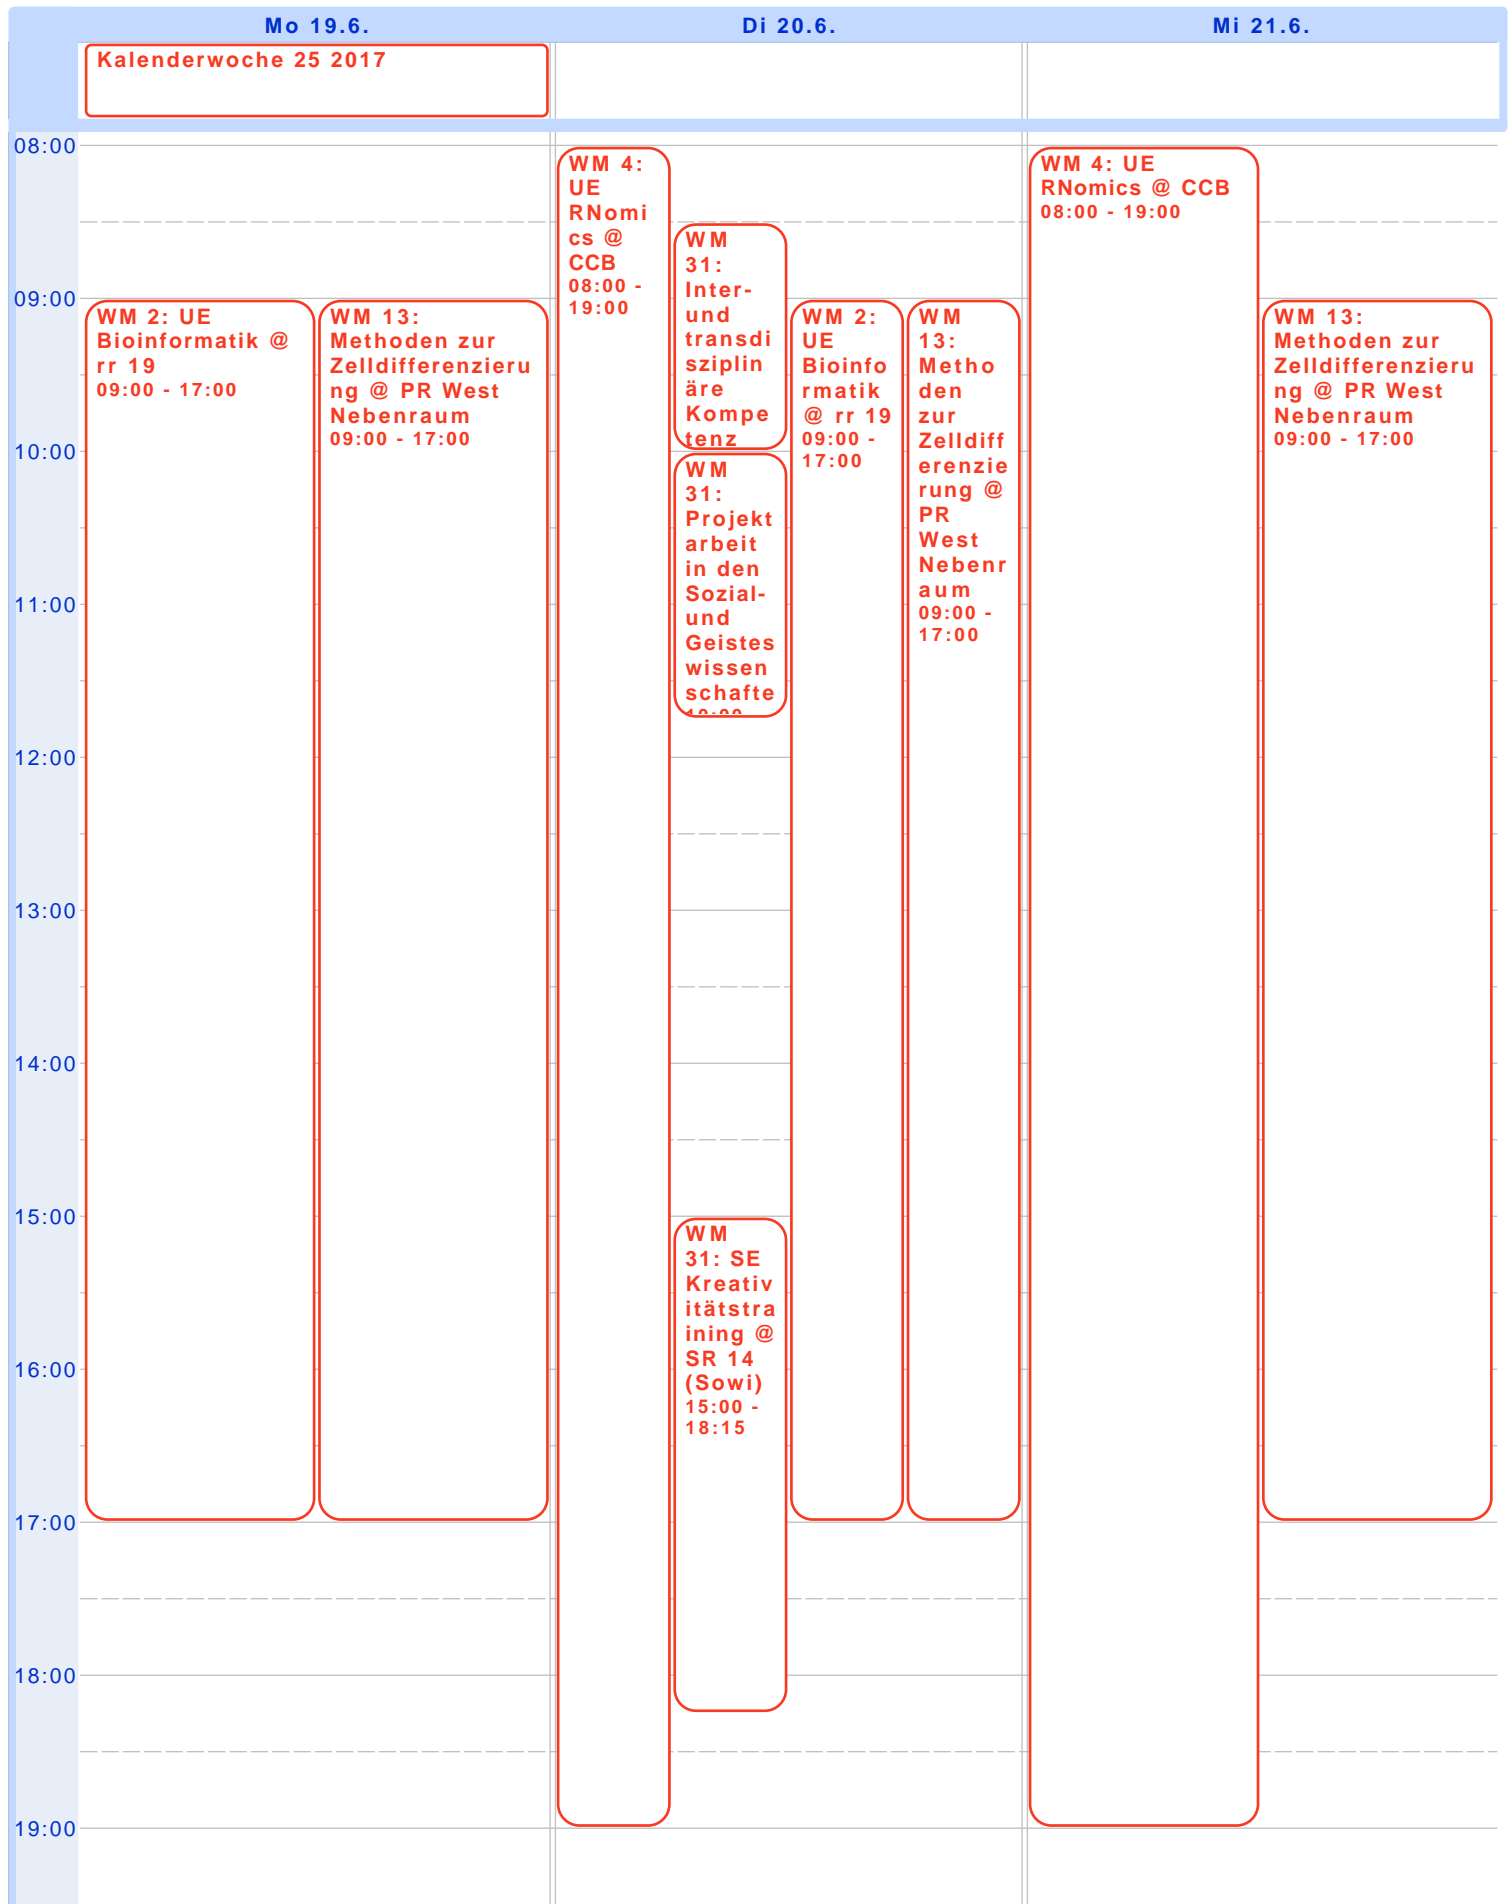 Mo 19.6.
Di 20.6.
Mi 21.6.
Kalenderwoche 25 2017
08:00
09:00
10:00
11:00
12:00
13:00
14:00
15:00
16:00
17:00
18:00
19:00
WM 2: UE
Bioinformatik @
rr 19
09:00 - 17:00
WM 13:
Methoden zur
Zelldifferenzieru
ng @ PR West
Nebenraum
09:00 - 17:00
WM 4:
UE
RNomi
cs @
CCB
08:00 -
19:00
WM
31:
Inter-
und
transdi
sziplin
äre
Kompe
tenz
WM
31:
Projekt
arbeit
in den
Sozial-
und
Geistes
wissen
schafte
10:00
WM
31: SE
Kreativ
itätstra
ining @
SR 14
(Sowi)
15:00 -
18:15
WM 2:
UE
Bioinfo
rmatik
@ rr 19
09:00 -
17:00
WM
13:
Metho
den
zur
Zelldiff
erenzie
rung @
PR
West
Nebenr
aum
09:00 -
17:00
WM 4: UE
RNomics @ CCB
08:00 - 19:00
WM 13:
Methoden zur
Zelldifferenzieru
ng @ PR West
Nebenraum
09:00 - 17:00